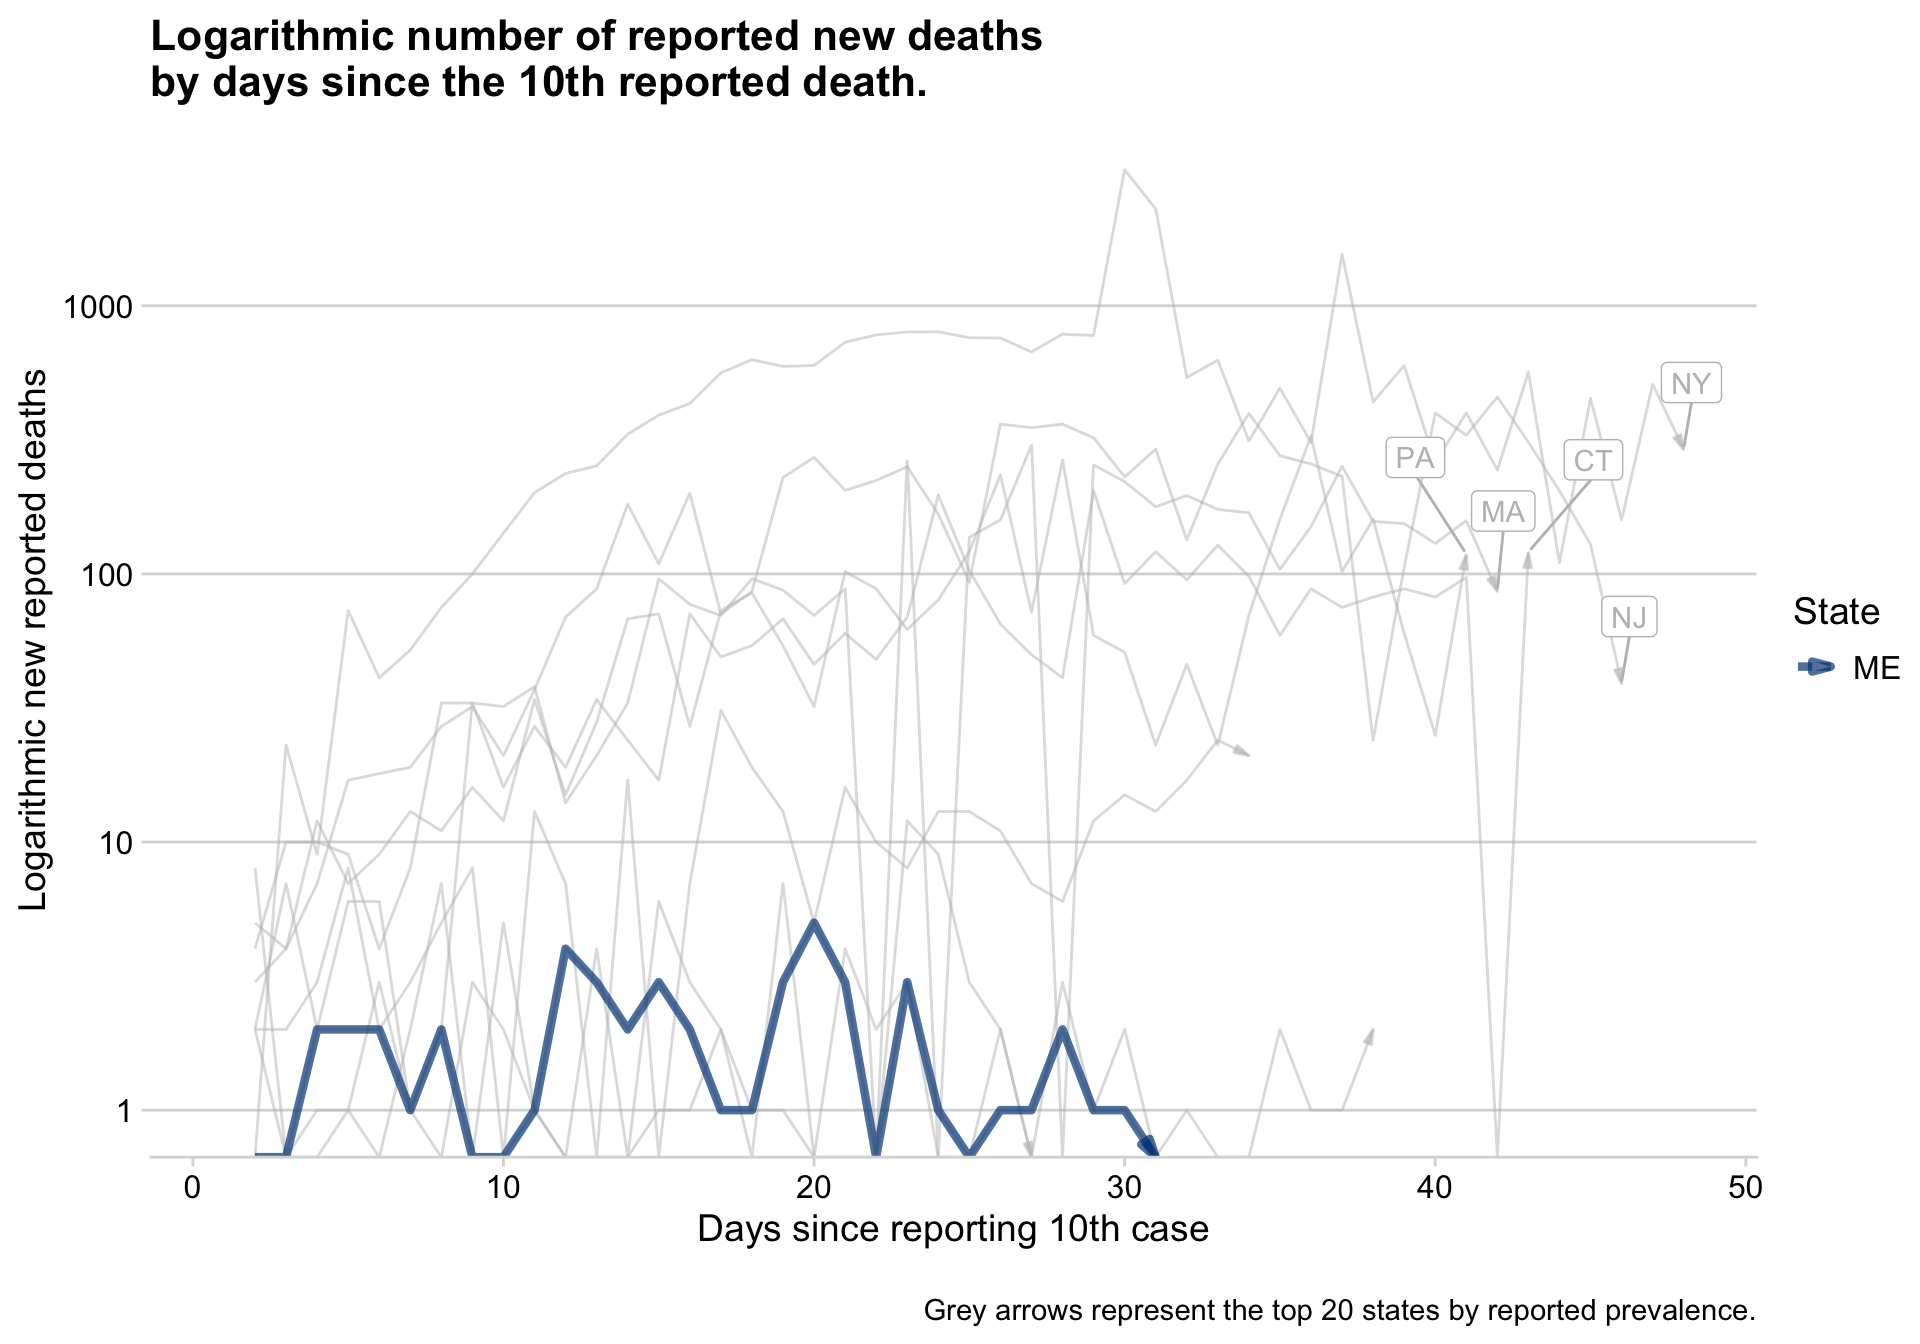 Logarithmic number of reported new deaths
by days since the 10th reported death.
Logarithmic new reported deaths
1000
100
10
1
NY
PA
CT
MA
NJ
State
ME
0 10 20 30 40 50
Days since reporting 10th case
Grey arrows represent the top 20 states by reported prevalence.